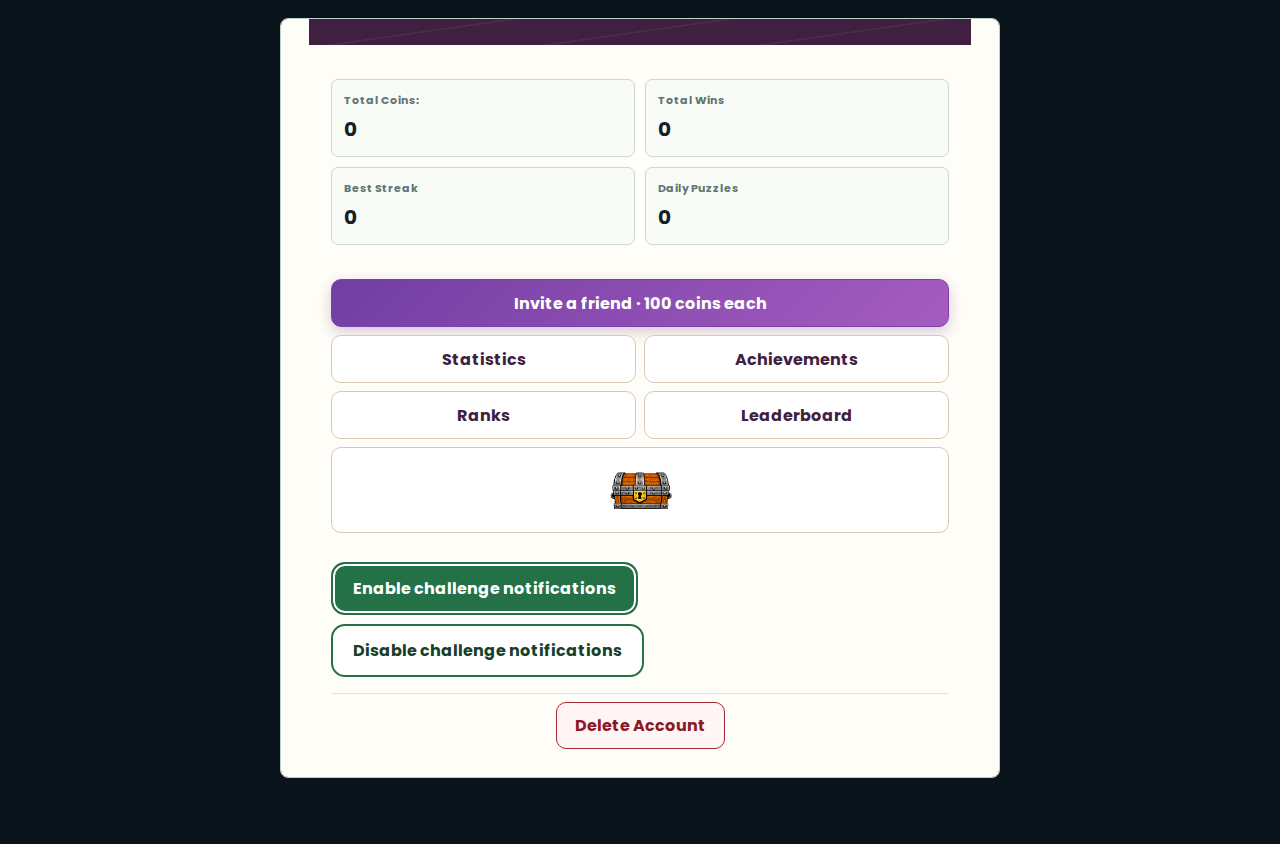 Total Coins:
0
Total Wins
0
Best Streak
0
Daily Puzzles
0
Invite a friend · 100 coins each
Statistics
Achievements
Ranks
Leaderboard
Enable challenge notifications
Disable challenge notifications
Delete Account